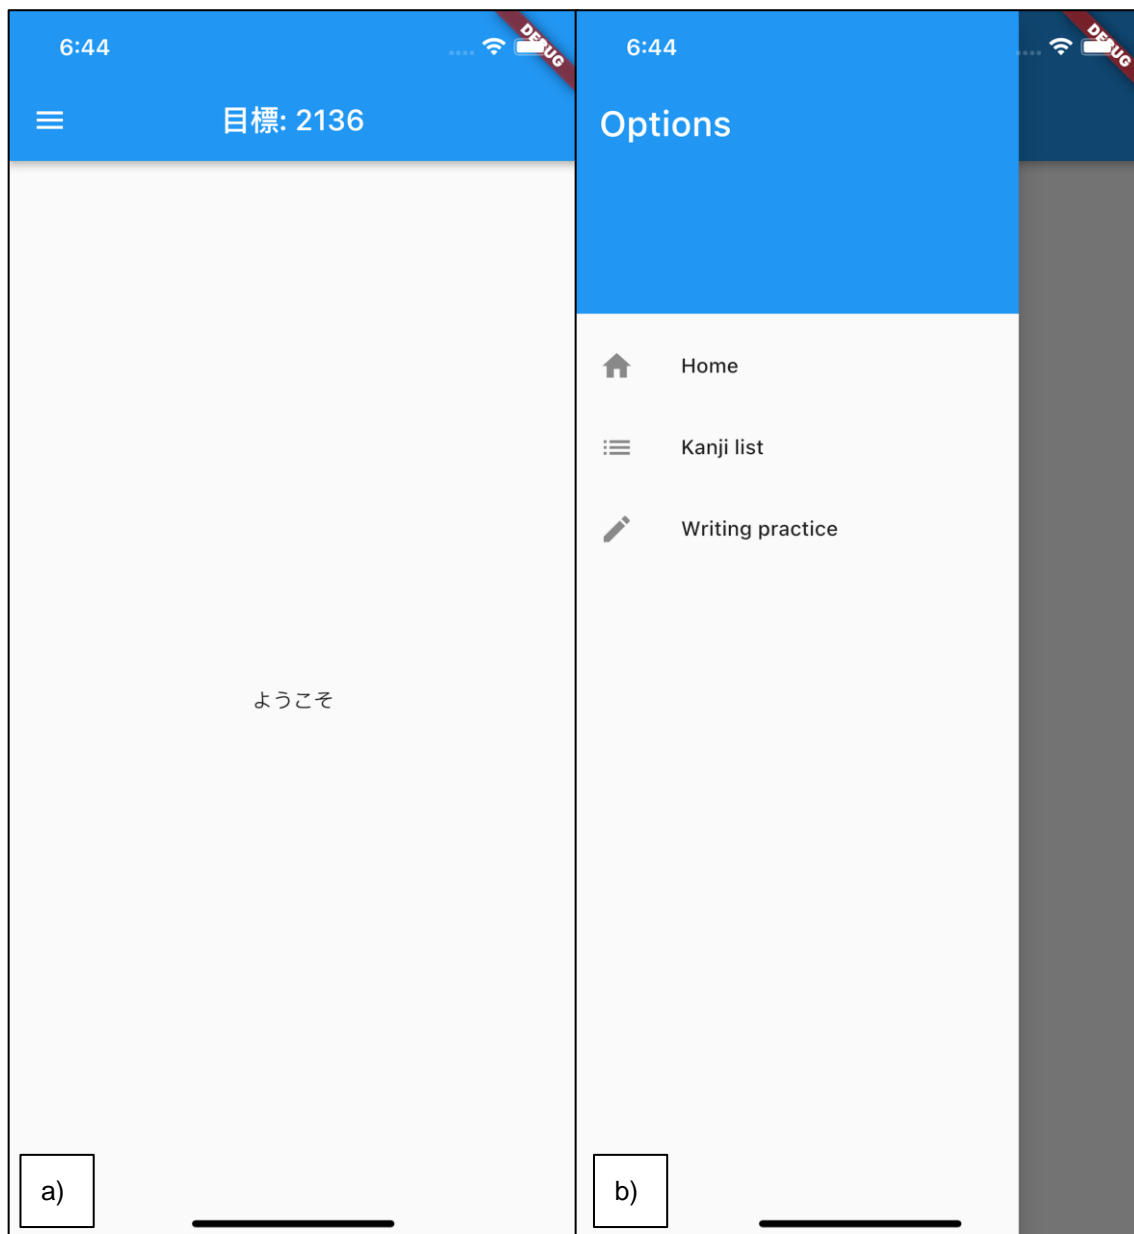 6:44
DEBUG
目標: 2136
ようこそ
a)
6:44
DEBUG
Options
Home
Kanji list
Writing practice
b)